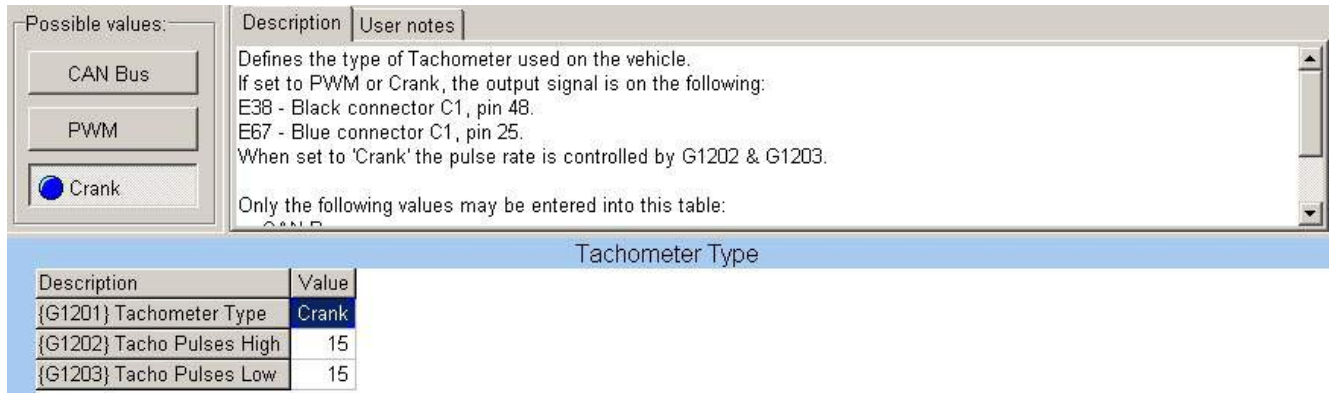 Possible values:
CAN Bus
PWM
Crank
Description
User notes
Defines the type of Tachometer used on the vehicle.
If set to PWM or Crank, the output signal is on the following:
E38 - Black connector C1, pin 48.
E67 - Blue connector C1, pin 25.
When set to 'Crank' the pulse rate is controlled by G1202 & G1203.
Only the following values may be entered into this table:
Tachometer Type
Description Value
{G1201} Tachometer Type Crank
{G1202} Tacho Pulses High 15
{G1203} Tacho Pulses Low 15